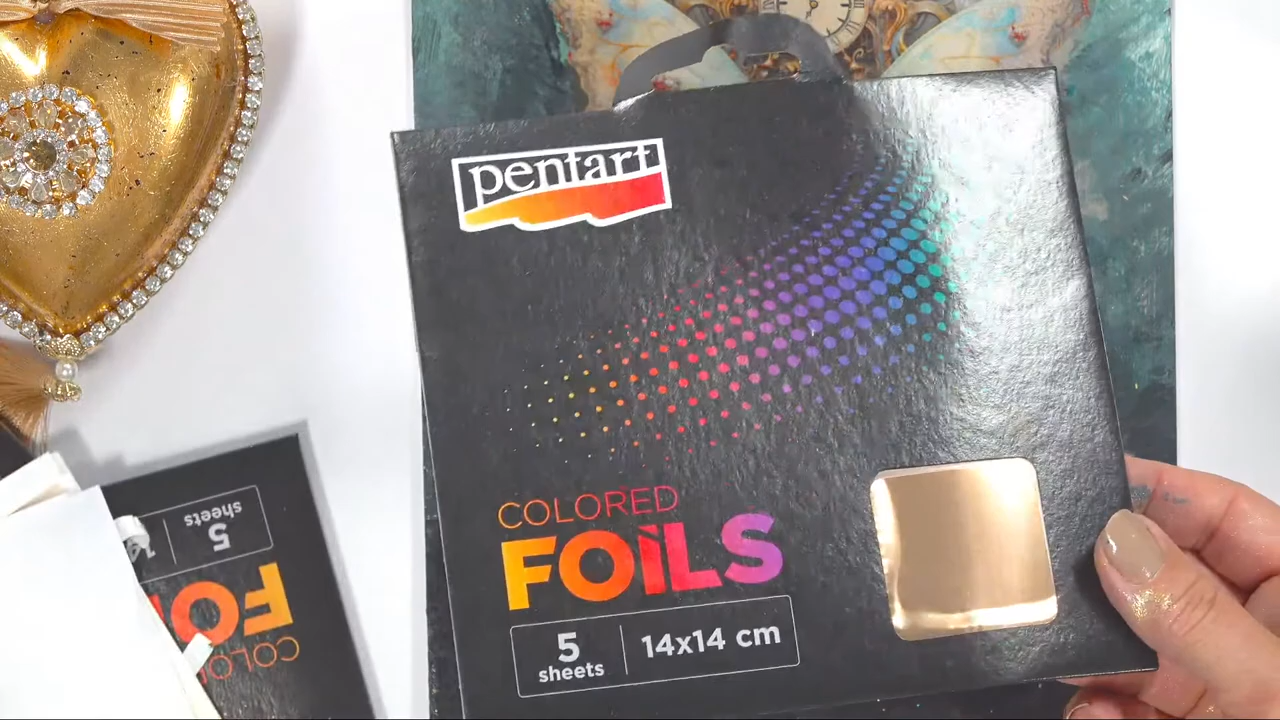 pentart
COLORED
FOiLS
5
sheets
14x14 cm
5
sheets